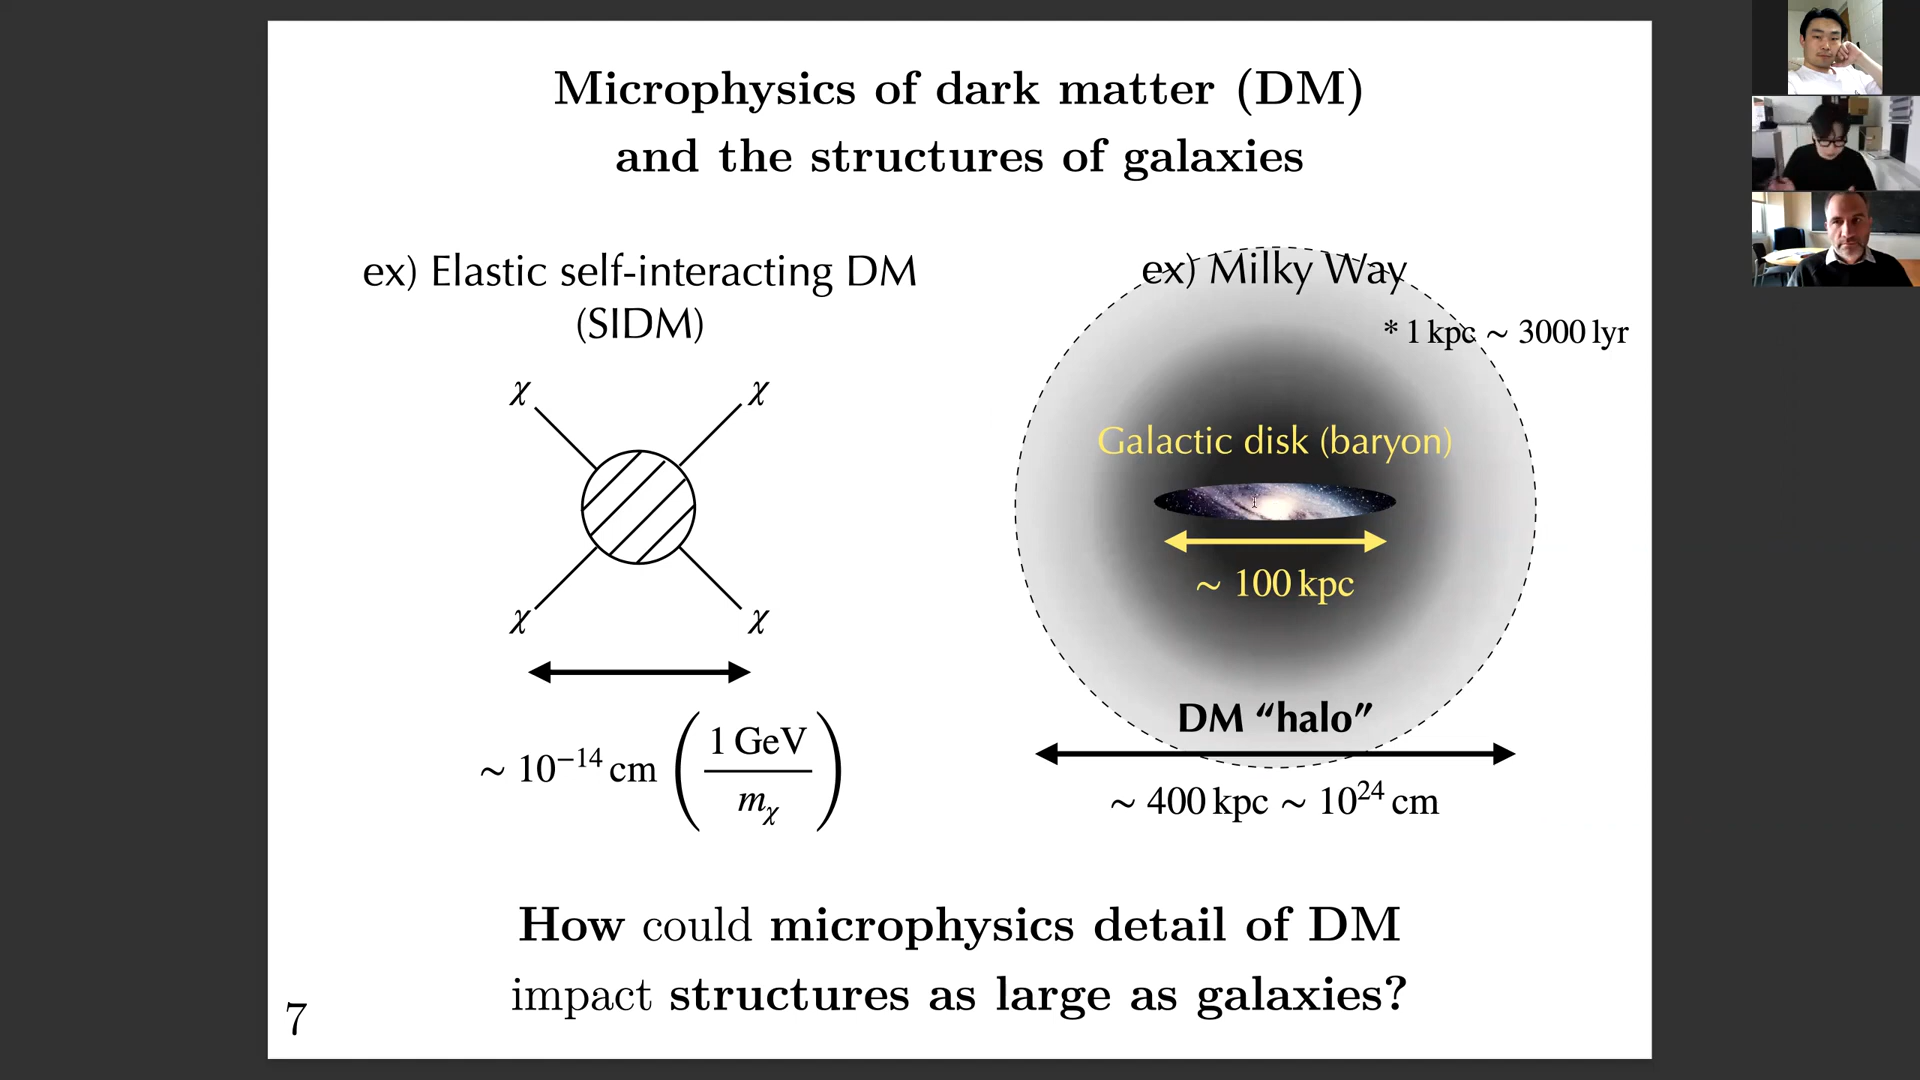 Microphysics of dark matter (DM)
and the structures of galaxies
ex) Elastic self-interacting DM
(SIDM)
χ χ
χ χ
∼ 10⁻¹⁴ cm (1 GeV / m_χ)
ex) Milky Way
* 1 kpc ∼ 3000 lyr
Galactic disk (baryon)
∼ 100 kpc
DM “halo”
∼ 400 kpc ∼ 10²⁴ cm
How could microphysics detail of DM
impact structures as large as galaxies?
7